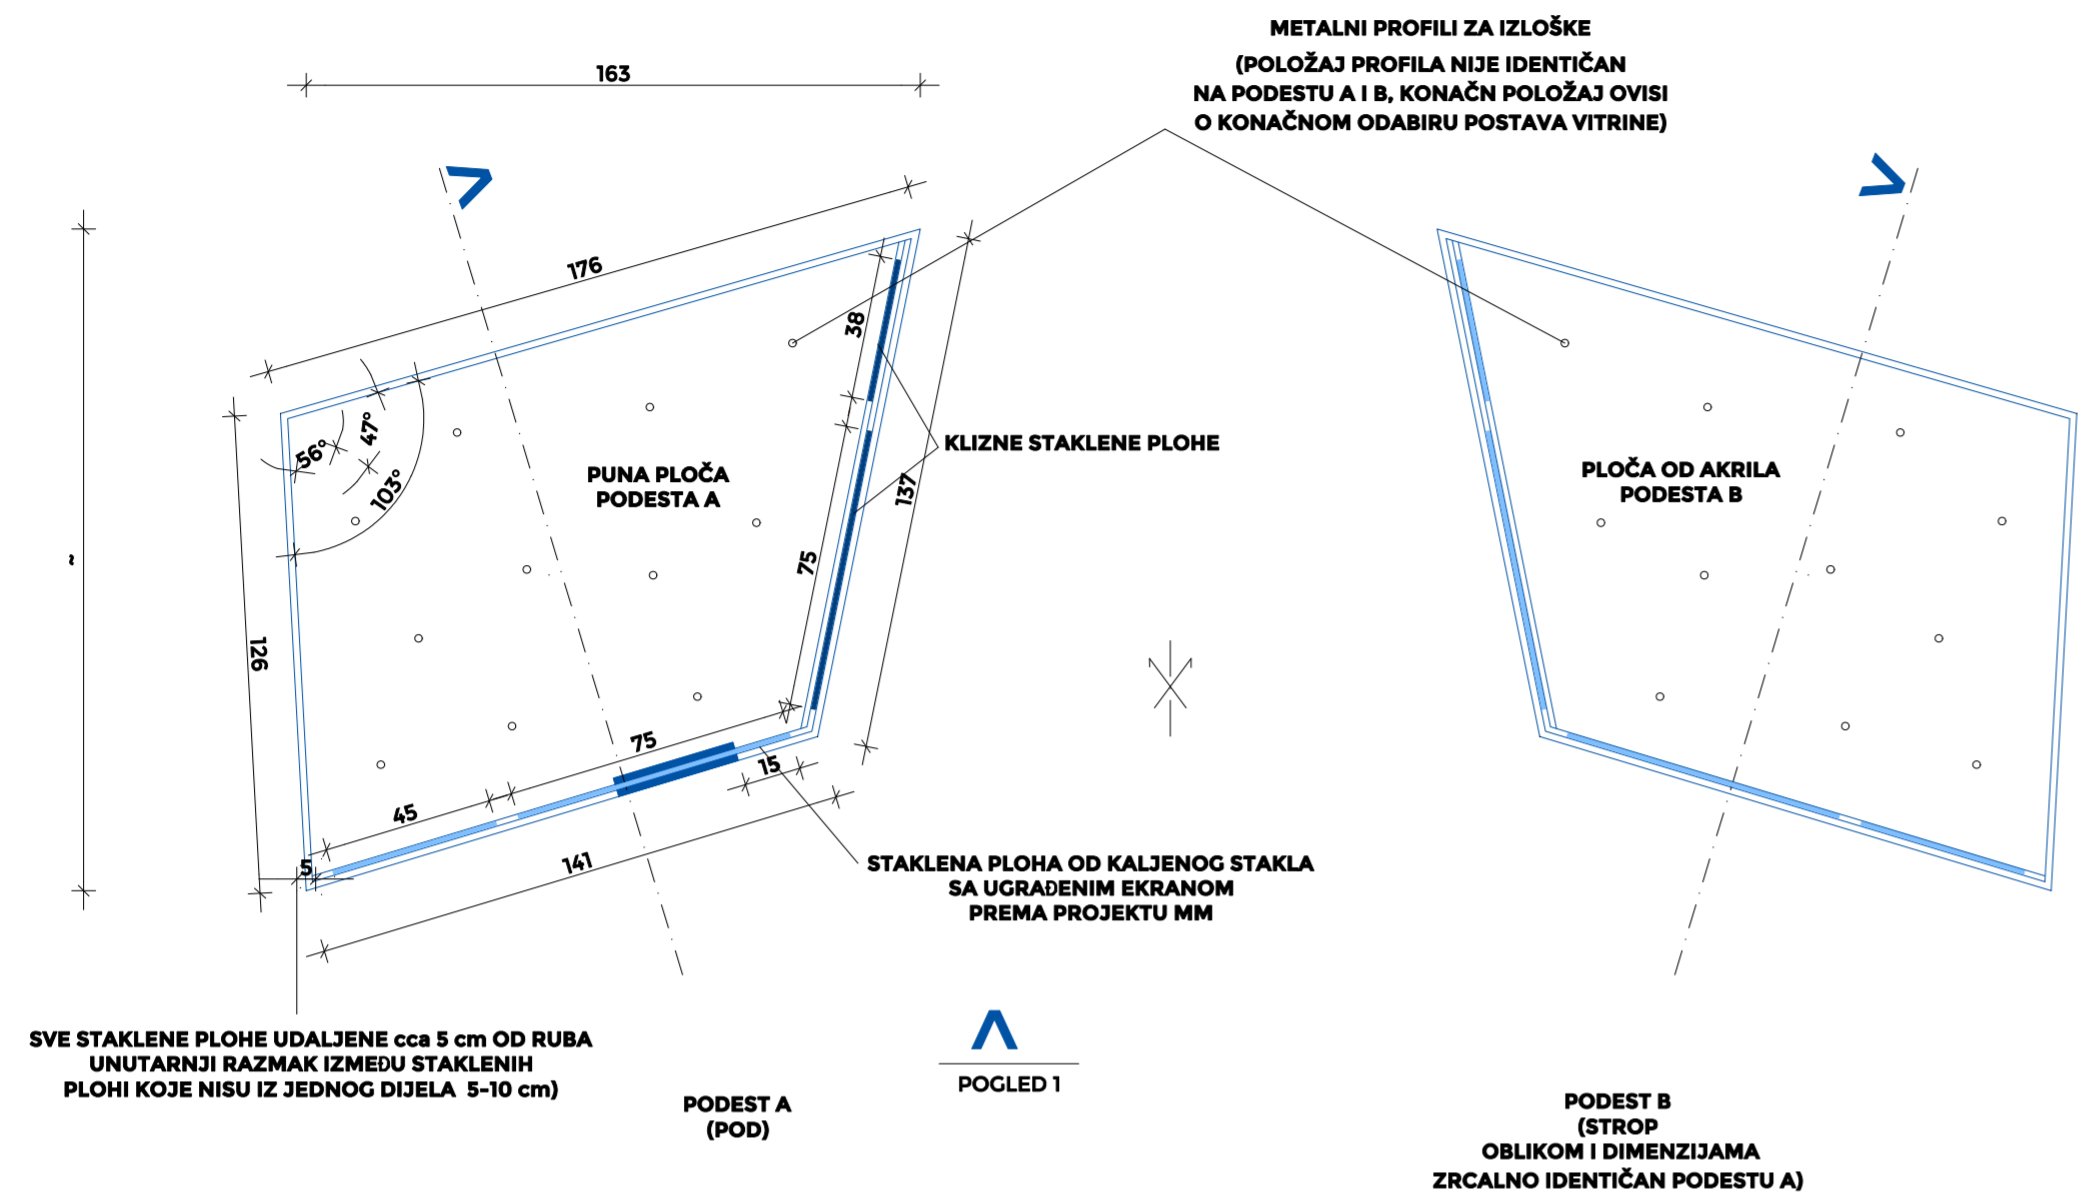 METALNI PROFILI ZA IZLOŠKE
(POLOŽAJ PROFILA NIJE IDENTIČAN
NA PODESTU A I B, KONAČN POLOŽAJ OVISI
O KONAČNOM ODABIRU POSTAVA VITRINE)
163
176
38
47°
56°
103°
KLIZNE STAKLENE PLOHE
137
PUNA PLOČA
PODESTA A
PLOČA OD AKRILA
PODESTA B
~
75
126
75
15
45
5
141
STAKLENA PLOHA OD KALJENOG STAKLA
SA UGRAĐENIM EKRANOM
PREMA PROJEKTU MM
SVE STAKLENE PLOHE UDALJENE cca 5 cm OD RUBA
UNUTARNJI RAZMAK IZMEĐU STAKLENIH
PLOHI KOJE NISU IZ JEDNOG DIJELA 5-10 cm)
POGLED 1
PODEST A
(POD)
PODEST B
(STROP
OBLIKOM I DIMENZIJAMA
ZRCALNO IDENTIČAN PODESTU A)